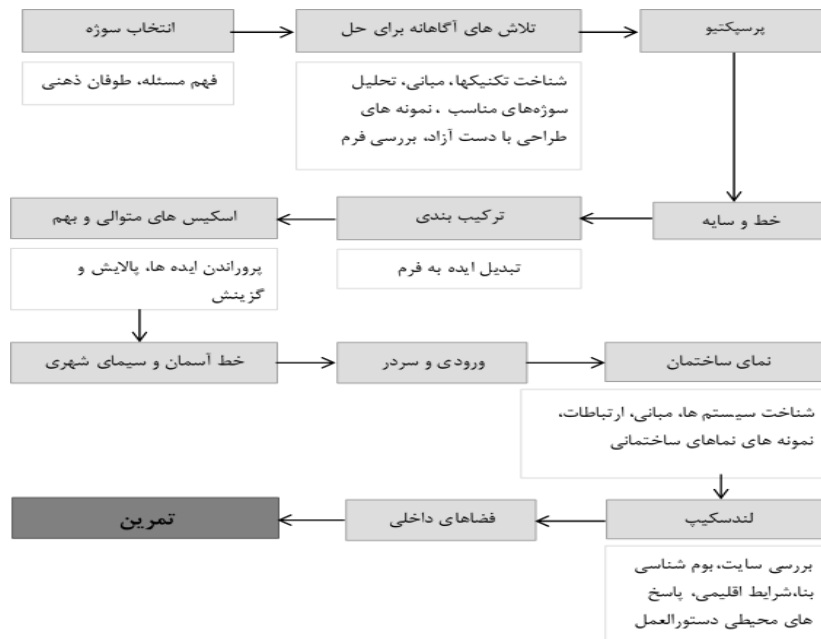 انتخاب سوژه
فهم مسئله، طوفان ذهنی
تلاش های آگاهانه برای حل
شناخت تکنیکها، مبانی، تحلیل
سوژه‌های مناسب ، نمونه های
طراحی با دست آزاد، بررسی فرم
پرسپکتیو
خط و سایه
ترکیب بندی
تبدیل ایده به فرم
اسکیس های متوالی و بهم
پروراندن ایده ها، پالایش و
گزینش
خط آسمان و سیمای شهری
ورودی و سردر
نمای ساختمان
شناخت سیستم ها، مبانی، ارتباطات،
نمونه های نماهای ساختمانی
لندسکیپ
بررسی سایت، بوم شناسی
بنا،شرایط اقلیمی، پاسخ
های محیطی دستورالعمل
فضاهای داخلی
تمرین